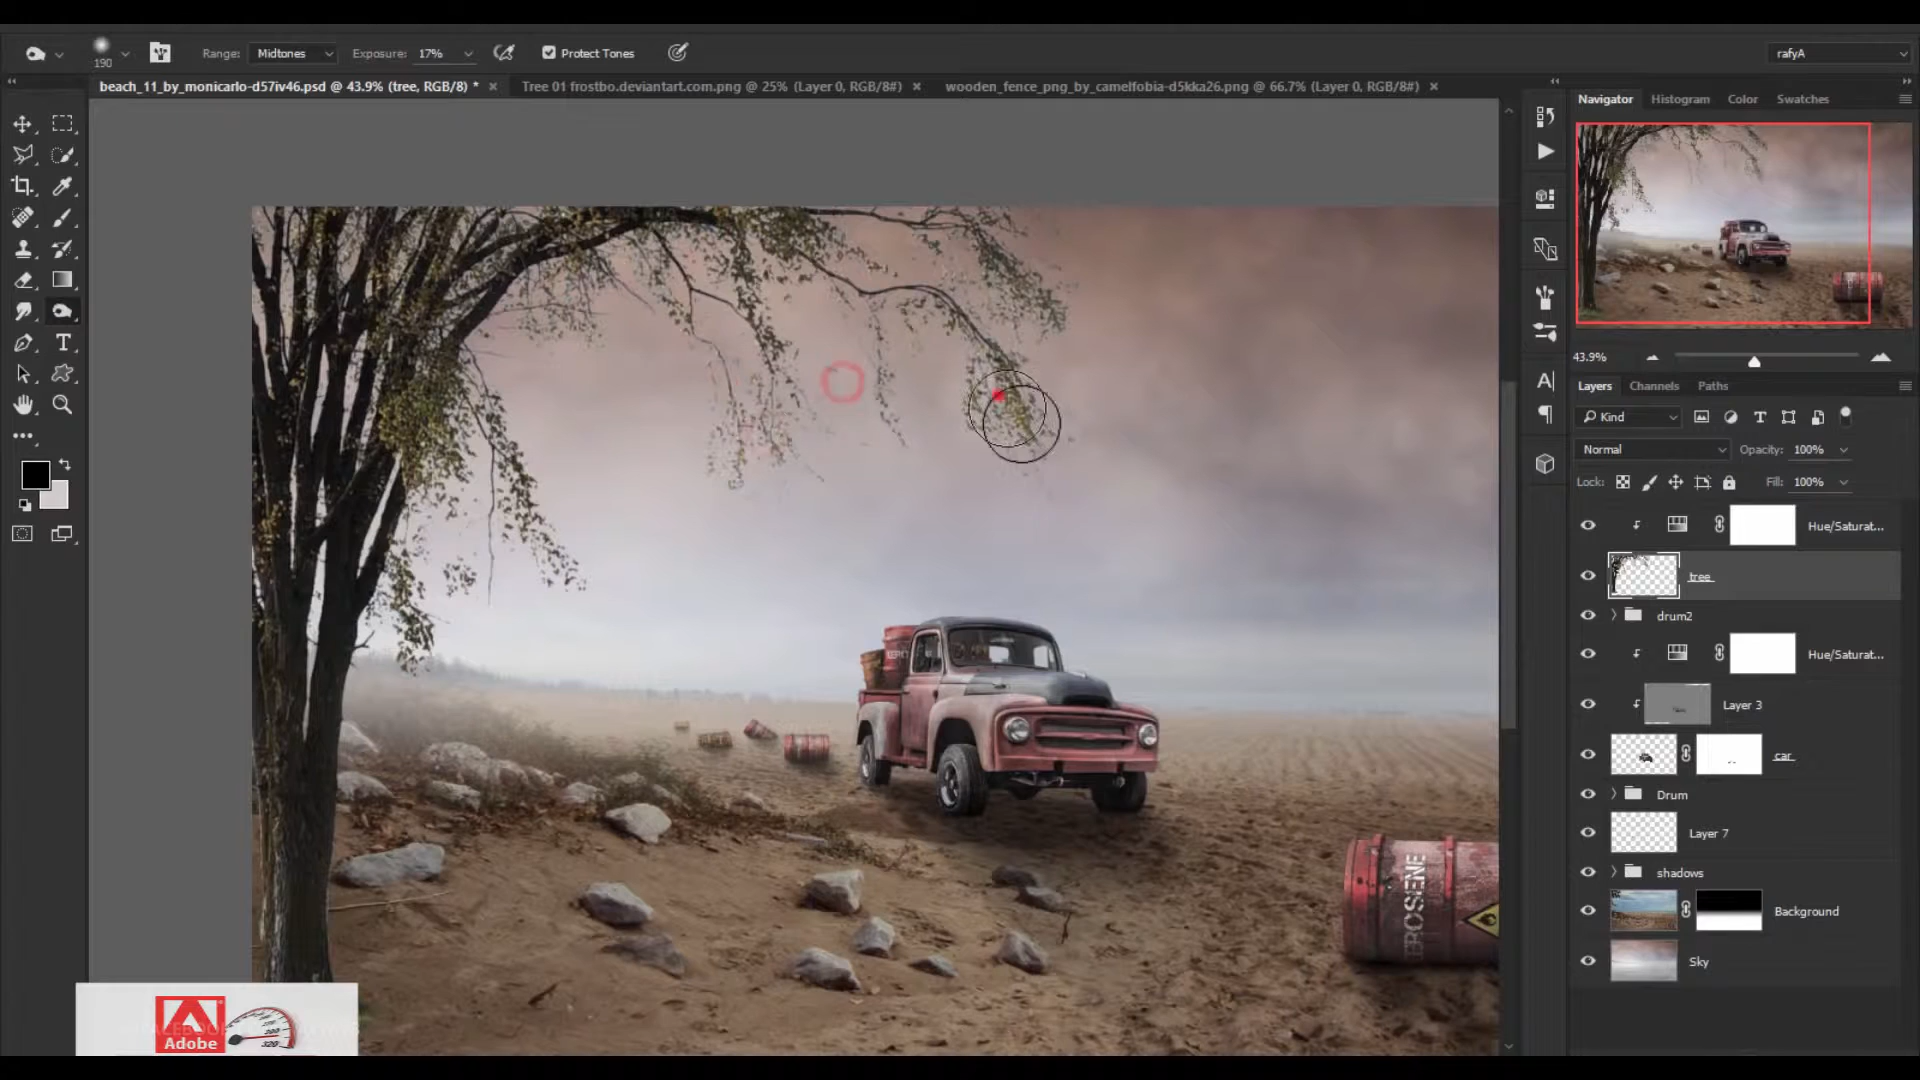 190
Range: Midtones Exposure: 17% Protect Tones
rafyA
beach_11_by_monicarlo-d57iv46.psd @ 43.9% (tree, RGB/8) *
Tree 01 frostbo.deviantart.com.png @ 25% (Layer 0, RGB/8#)
wooden_fence_png_by_camelfobia-d5kka26.png @ 66.7% (Layer 0, RGB/8#)
Navigator Histogram Color Swatches
43.9%
Layers Channels Paths
Kind
Normal Opacity: 100%
Lock: Fill: 100%
Hue/Saturat...
tree
drum2
Hue/Saturat...
Layer 3
car
Drum
Layer 7
shadows
Background
Sky
Adobe